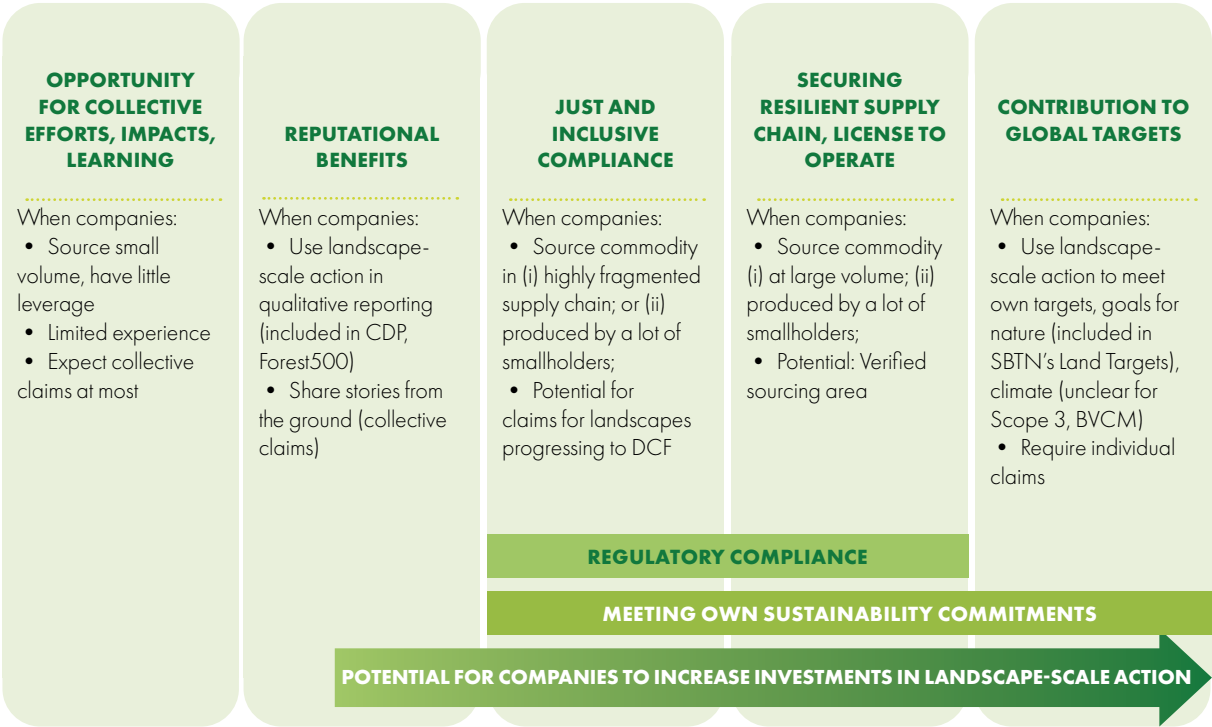 OPPORTUNITY
FOR COLLECTIVE
EFFORTS, IMPACTS,
LEARNING
When companies:
• Source small
volume, have little
leverage
• Limited experience
• Expect collective
claims at most
REPUTATIONAL
BENEFITS
When companies:
• Use landscape-
scale action in
qualitative reporting
(included in CDP,
Forest500)
• Share stories from
the ground (collective
claims)
JUST AND
INCLUSIVE
COMPLIANCE
When companies:
• Source commodity
in (i) highly fragmented
supply chain; or (ii)
produced by a lot of
smallholders;
• Potential for
claims for landscapes
progressing to DCF
SECURING
RESILIENT SUPPLY
CHAIN, LICENSE TO
OPERATE
When companies:
• Source commodity
(i) at large volume; (ii)
produced by a lot of
smallholders;
• Potential: Verified
sourcing area
CONTRIBUTION TO
GLOBAL TARGETS
When companies:
• Use landscape-
scale action to meet
own targets, goals for
nature (included in
SBTN's Land Targets),
climate (unclear for
Scope 3, BVCM)
• Require individual
claims
REGULATORY COMPLIANCE
MEETING OWN SUSTAINABILITY COMMITMENTS
POTENTIAL FOR COMPANIES TO INCREASE INVESTMENTS IN LANDSCAPE-SCALE ACTION